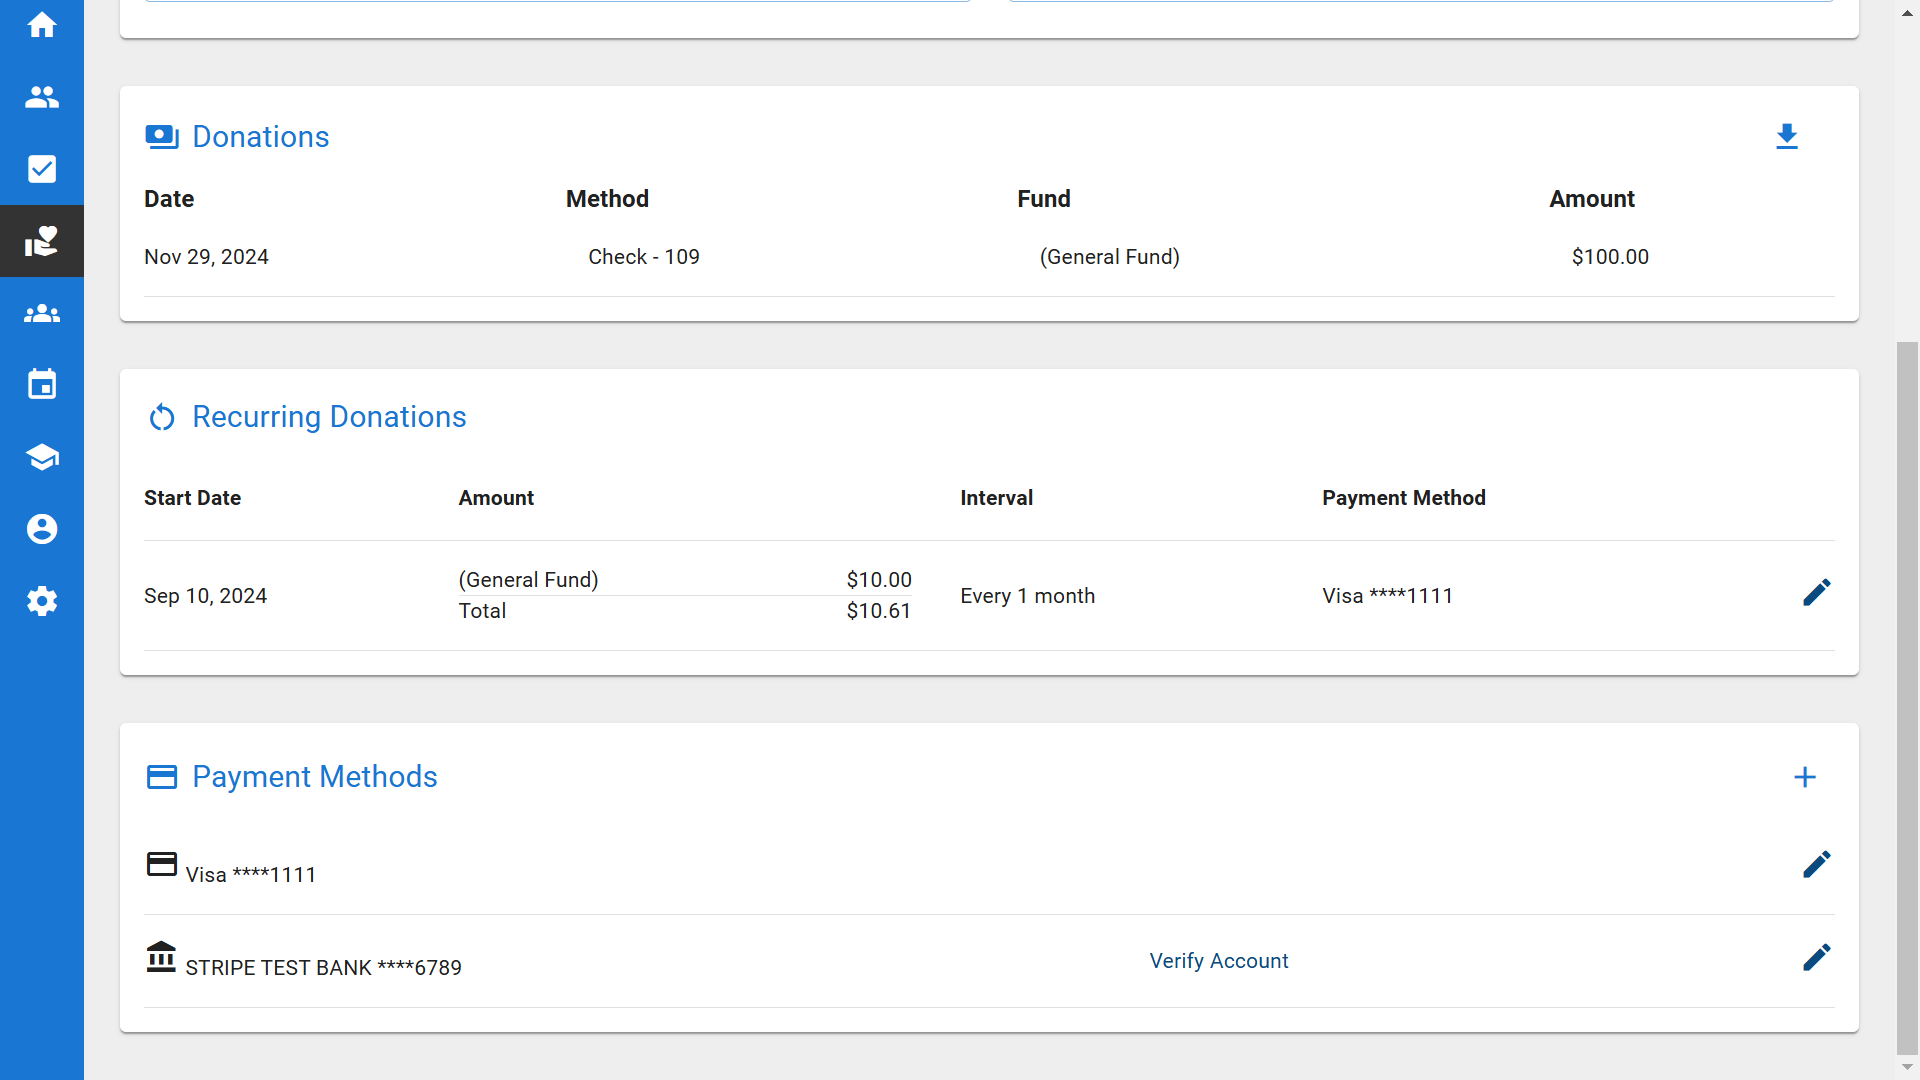 Donations
Date Method Fund Amount
Nov 29, 2024 Check - 109 (General Fund) $100.00
Recurring Donations
Start Date Amount Interval Payment Method
Sep 10, 2024 (General Fund) $10.00 Every 1 month Visa ****1111
Total $10.61
Payment Methods
Visa ****1111
STRIPE TEST BANK ****6789 Verify Account